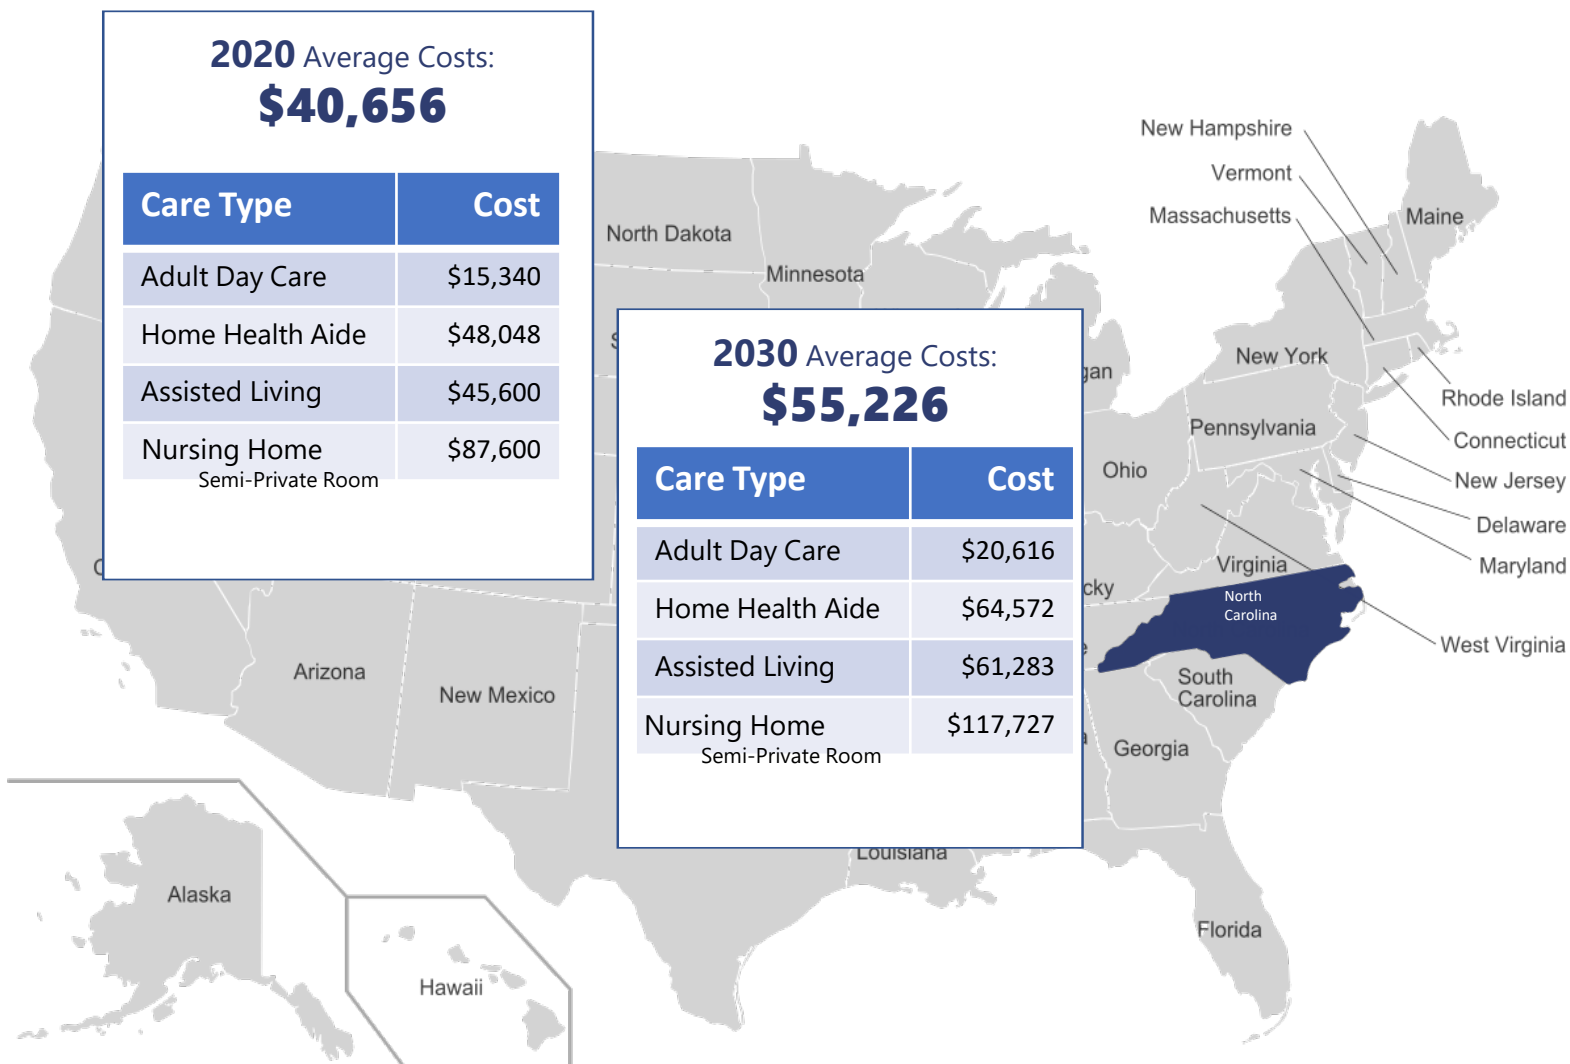 2020 Average Costs:
$40,656
Care Type Cost
Adult Day Care $15,340
Home Health Aide $48,048
Assisted Living $45,600
Nursing Home $87,600
Semi-Private Room
2030 Average Costs:
$55,226
Care Type Cost
Adult Day Care $20,616
Home Health Aide $64,572
Assisted Living $61,283
Nursing Home $117,727
Semi-Private Room
New Hampshire
Vermont
Massachusetts
Maine
North Dakota
Minnesota
New York
Rhode Island
Pennsylvania
Connecticut
Ohio
New Jersey
Delaware
Maryland
Virginia
North
Carolina
West Virginia
Arizona
New Mexico
South
Carolina
Georgia
Louisiana
Alaska
Florida
Hawaii